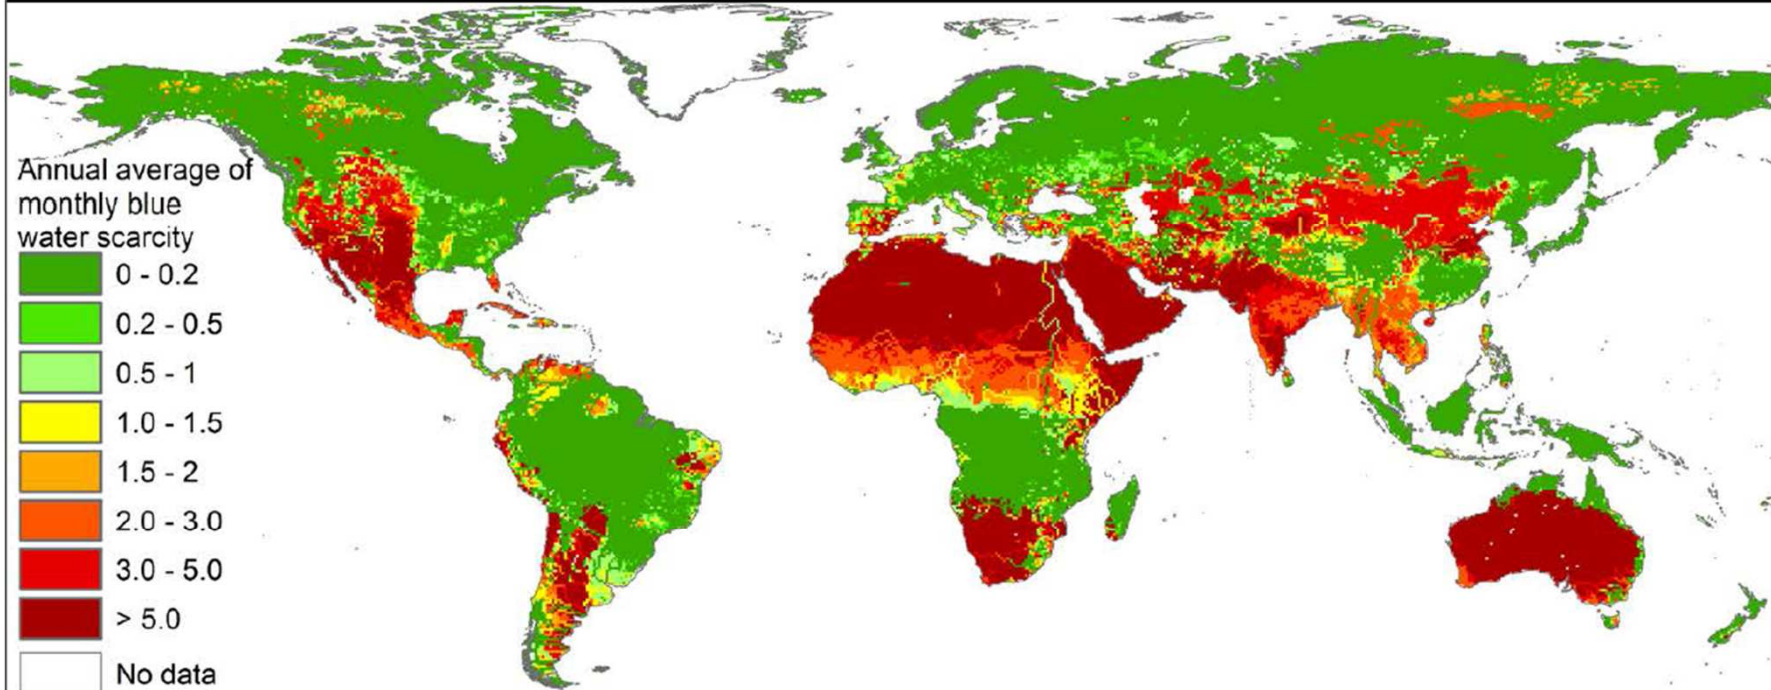 Annual average of
monthly blue
water scarcity
0 - 0.2
0.2 - 0.5
0.5 - 1
1.0 - 1.5
1.5 - 2
2.0 - 3.0
3.0 - 5.0
> 5.0
No data